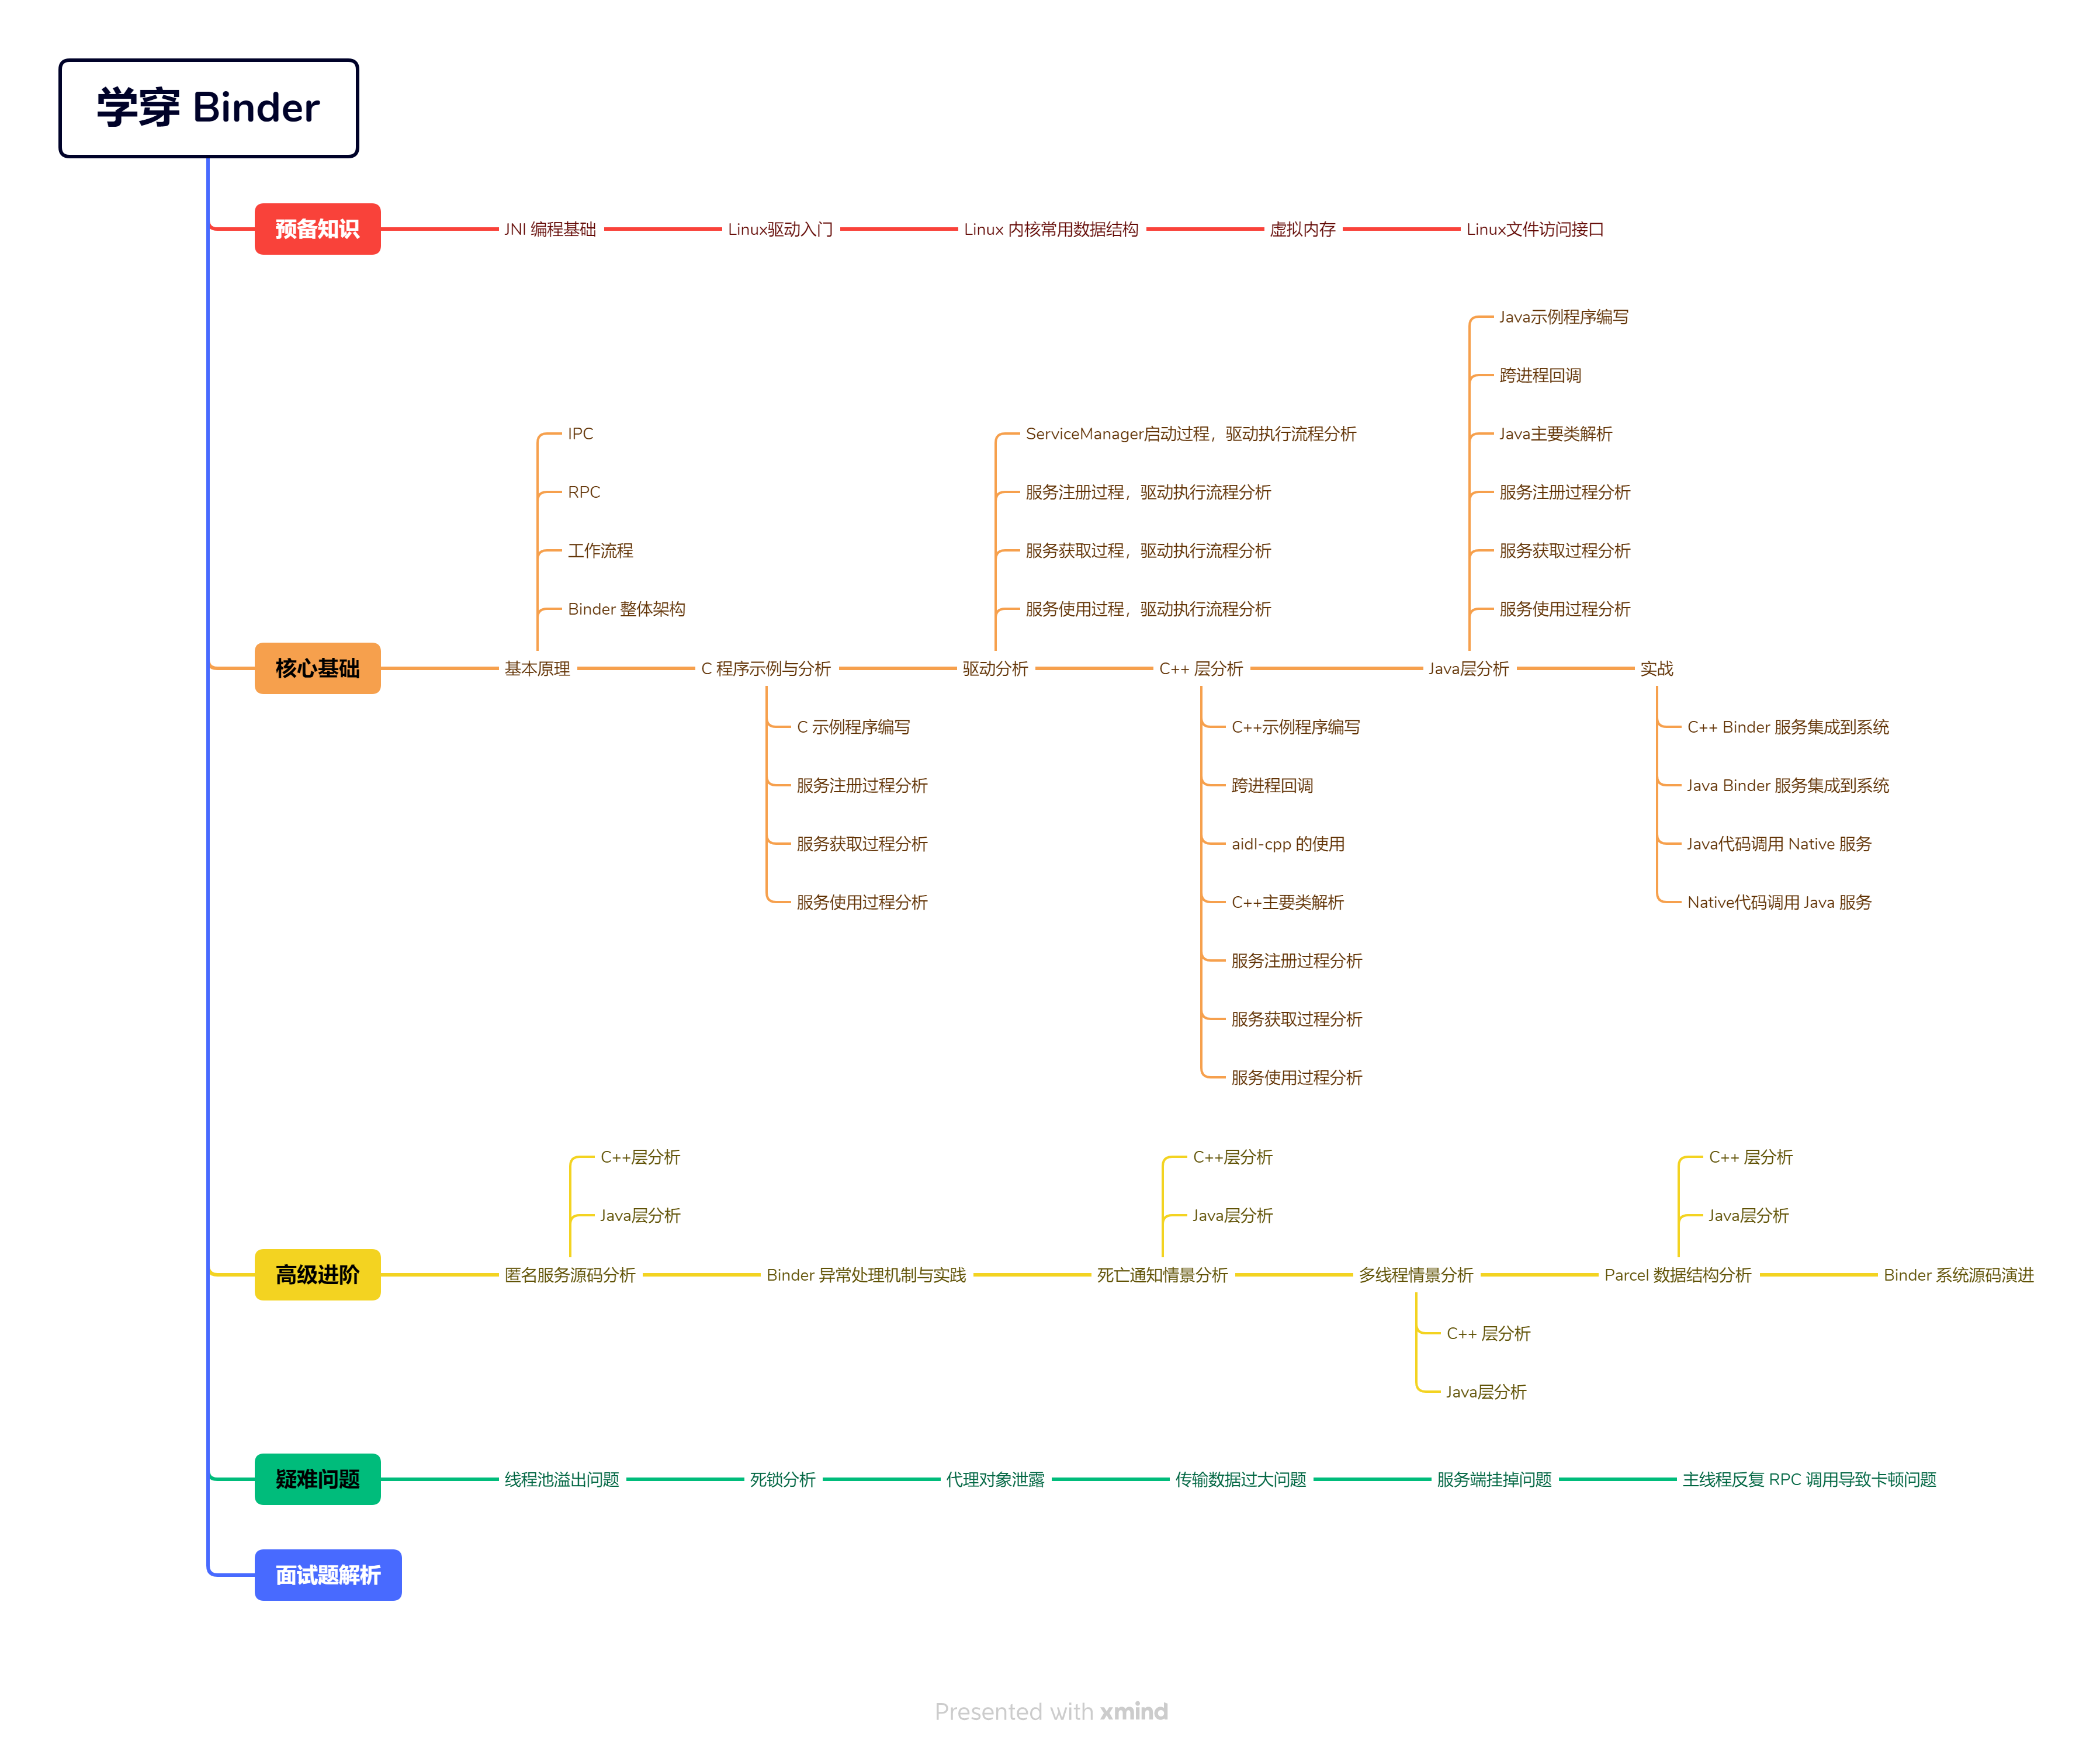 学穿 Binder
预备知识
JNI 编程基础
Linux驱动入门
Linux 内核常用数据结构
虚拟内存
Linux文件访问接口
核心基础
基本原理
IPC
RPC
工作流程
Binder 整体架构
C 程序示例与分析
C 示例程序编写
服务注册过程分析
服务获取过程分析
服务使用过程分析
驱动分析
ServiceManager启动过程，驱动执行流程分析
服务注册过程，驱动执行流程分析
服务获取过程，驱动执行流程分析
服务使用过程，驱动执行流程分析
C++ 层分析
C++示例程序编写
跨进程回调
aidl-cpp 的使用
C++主要类解析
服务注册过程分析
服务获取过程分析
服务使用过程分析
Java层分析
Java示例程序编写
跨进程回调
Java主要类解析
服务注册过程分析
服务获取过程分析
服务使用过程分析
实战
C++ Binder 服务集成到系统
Java Binder 服务集成到系统
Java代码调用 Native 服务
Native代码调用 Java 服务
高级进阶
匿名服务源码分析
C++层分析
Java层分析
Binder 异常处理机制与实践
死亡通知情景分析
C++层分析
Java层分析
多线程情景分析
C++ 层分析
Java层分析
Parcel 数据结构分析
C++ 层分析
Java层分析
Binder 系统源码演进
疑难问题
线程池溢出问题
死锁分析
代理对象泄露
传输数据过大问题
服务端挂掉问题
主线程反复 RPC 调用导致卡顿问题
面试题解析
Presented with xmind